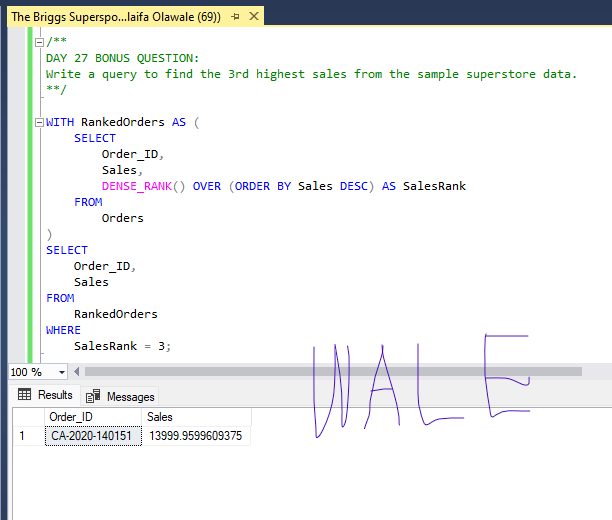 The Briggs Superspo...laifa Olawale (69))
/**
DAY 27 BONUS QUESTION:
Write a query to find the 3rd highest sales from the sample superstore data.
**/
WITH RankedOrders AS (
SELECT
Order_ID,
Sales,
DENSE_RANK() OVER (ORDER BY Sales DESC) AS SalesRank
FROM
Orders
)
SELECT
Order_ID,
Sales
FROM
RankedOrders
WHERE
SalesRank = 3;
WALE
100 %
Results Messages
Order_ID Sales
1 CA-2020-140151 13999.9599609375